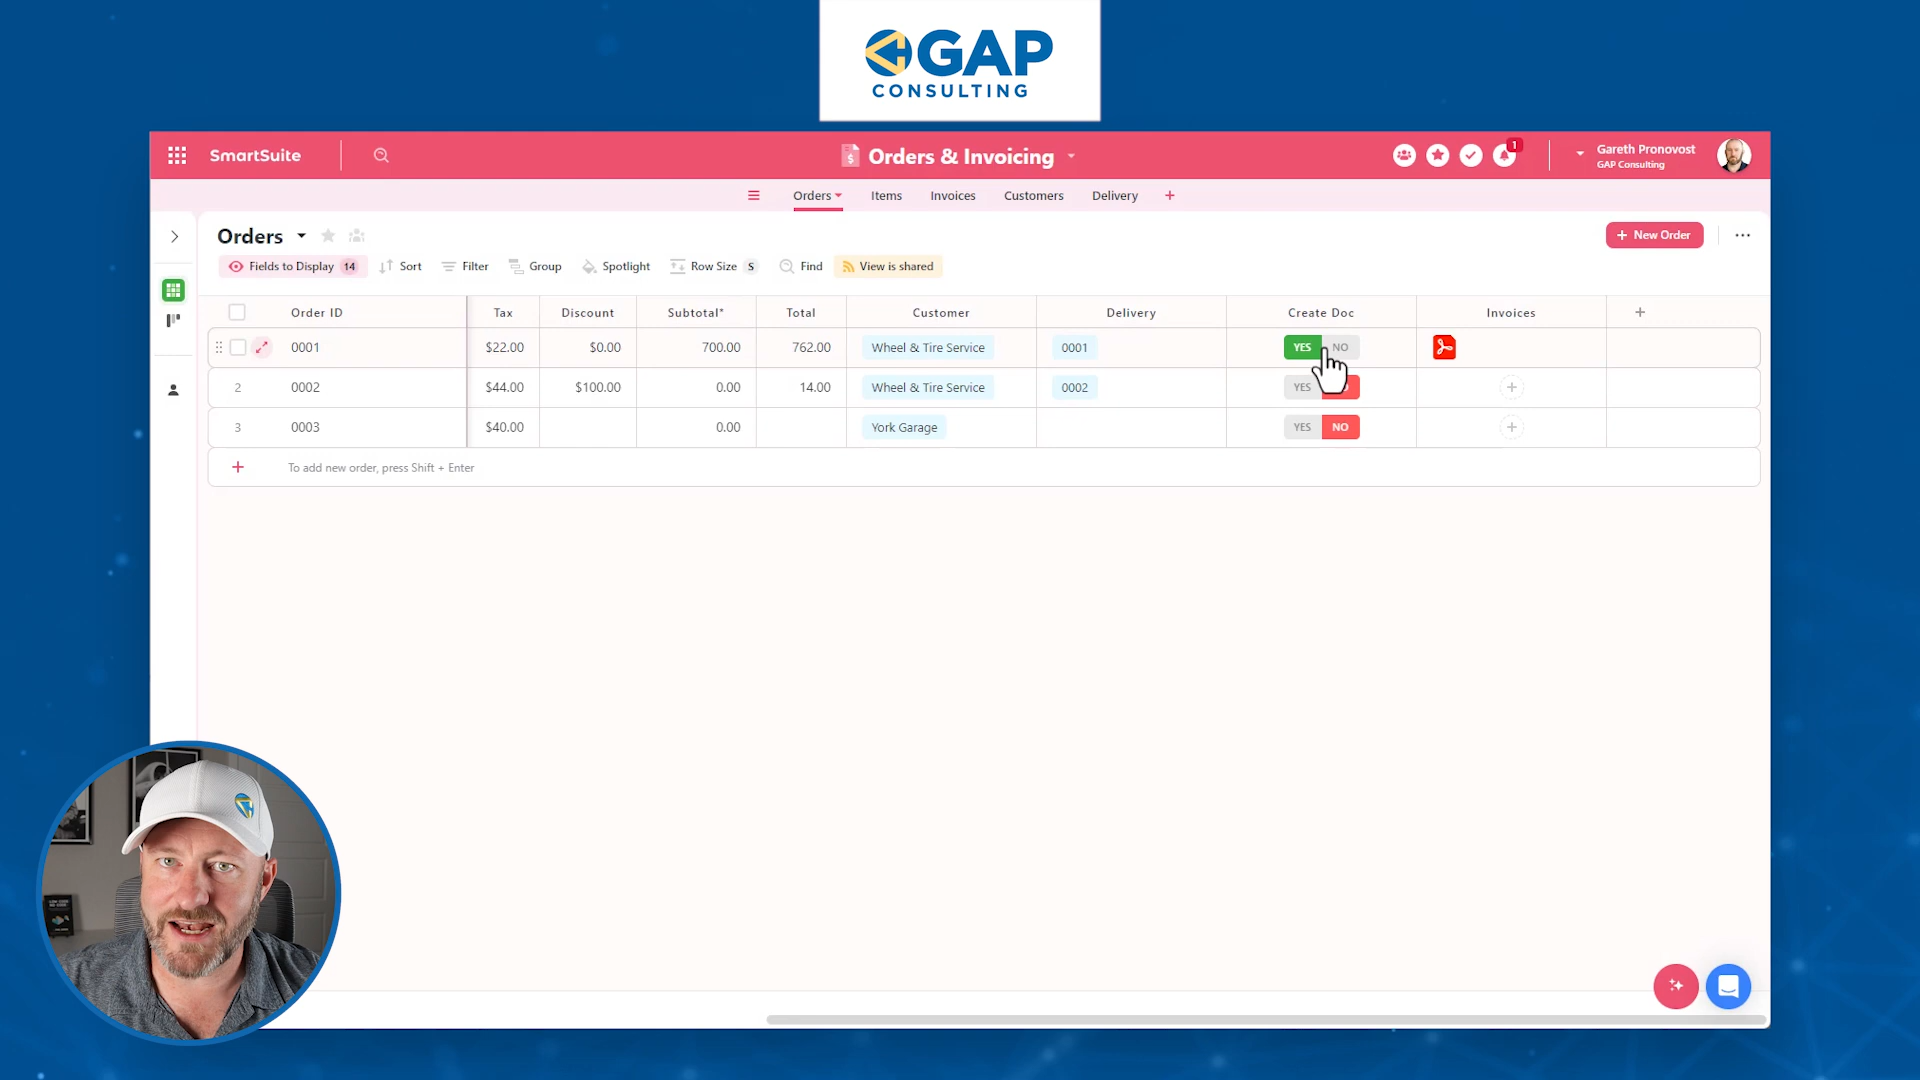 GAP
CONSULTING
SmartSuite
$ Orders & Invoicing
1
Gareth Pronovost
GAP Consulting
Orders Items Invoices Customers Delivery +
Orders
+ New Order
Fields to Display 14 Sort Filter Group Spotlight Row Size S Find View is shared
Order ID Tax Discount Subtotal* Total Customer Delivery Create Doc Invoices +
0001 $22.00 $0.00 700.00 762.00 Wheel & Tire Service 0001 YES NO
2 0002 $44.00 $100.00 0.00 14.00 Wheel & Tire Service 0002 YES
3 0003 $40.00 0.00 York Garage YES NO
+ To add new order, press Shift + Enter